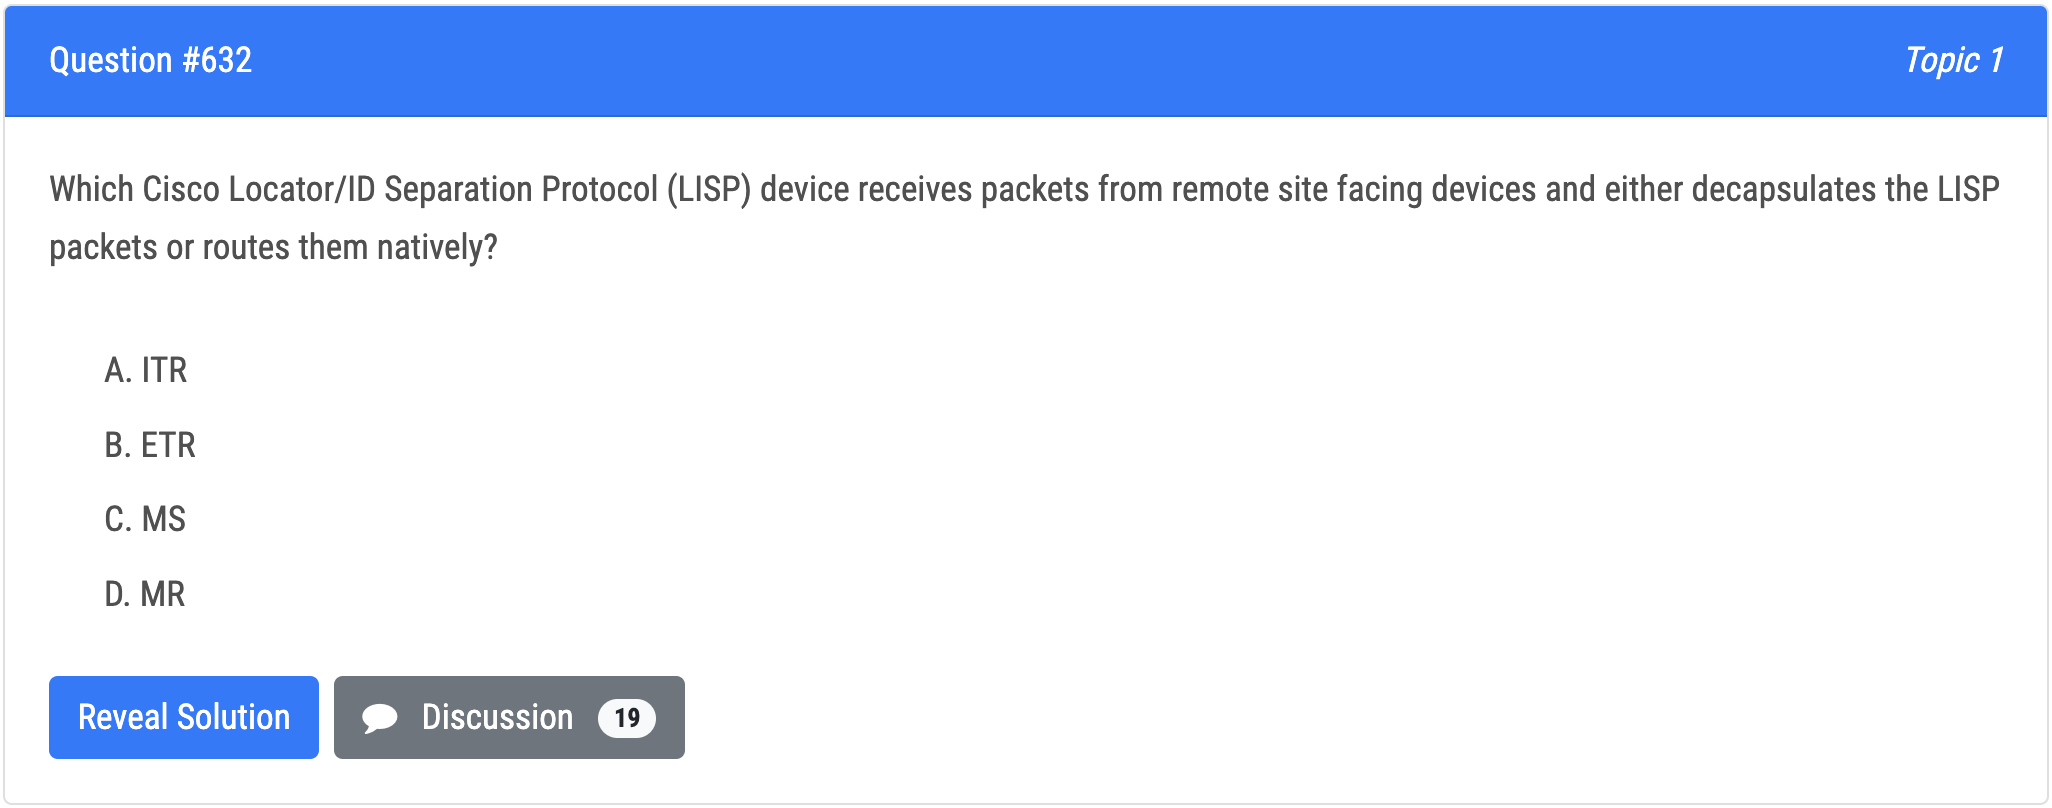 Question #632
Topic 1
Which Cisco Locator/ID Separation Protocol (LISP) device receives packets from remote site facing devices and either decapsulates the LISP
packets or routes them natively?
A. ITR
B. ETR
C. MS
D. MR
Reveal Solution
Discussion 19